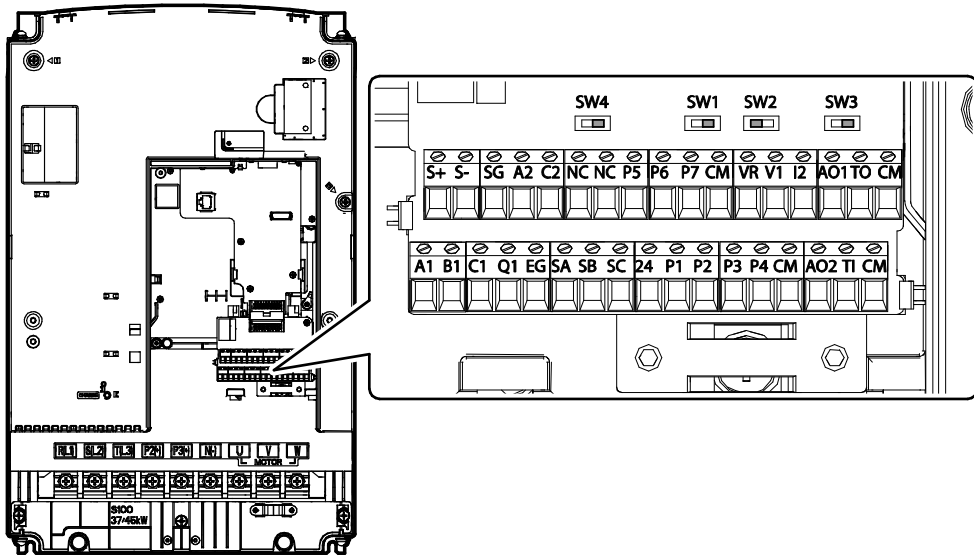 SW4 SW1 SW2 SW3
S+ S- SG A2 C2 NC NC P5 P6 P7 CM VR V1 I2 AO1 TO CM
A1 B1 C1 Q1 EG SA SB SC 24 P1 P2 P3 P4 CM AO2 TI CM
R(L1) S(L2) T(L3) P2(+) P3(+) N(-) U V W
MOTOR
S100
37/45kW